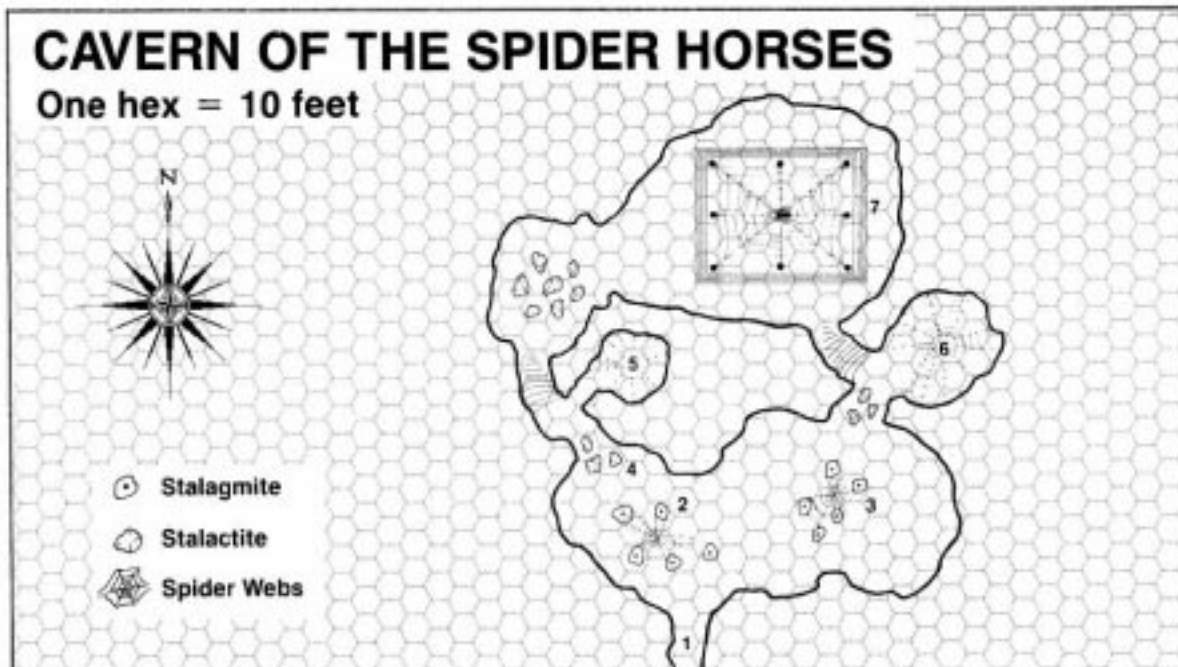 CAVERN OF THE SPIDER HORSES
One hex = 10 feet
N
7
6
5
4
2
3
Stalagmite
Stalactite
Spider Webs
1